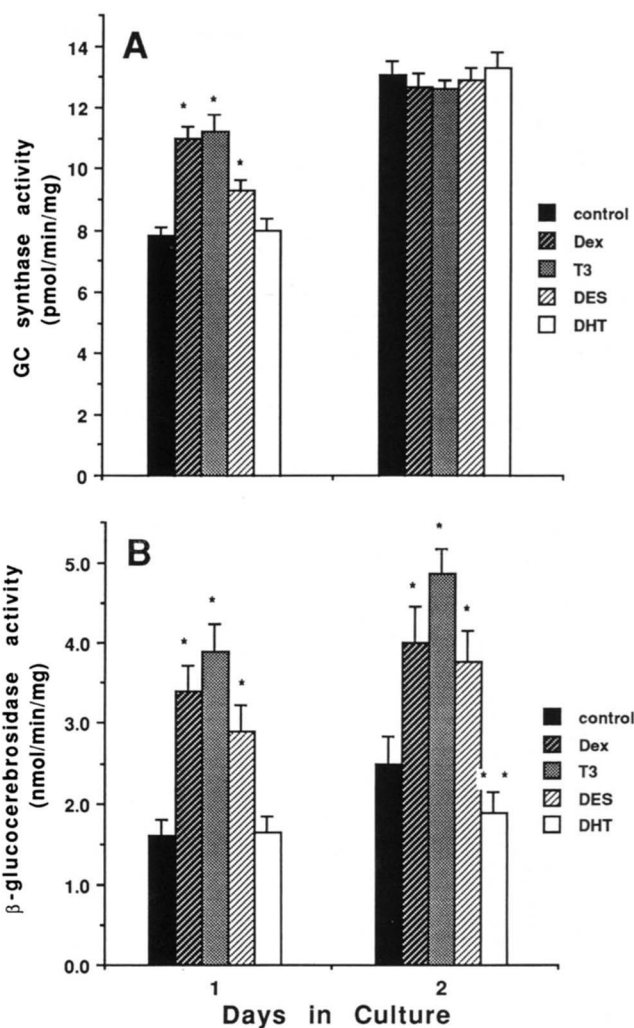 A
GC synthase activity
(pmol/min/mg)
14
12
10
8
6
4
2
0
* * *
control
Dex
T3
DES
DHT
B
β-glucocerebrosidase activity
(nmol/min/mg)
5.0
4.0
3.0
2.0
1.0
0.0
* * *
* * *
* *
control
Dex
T3
DES
DHT
1 2
Days in Culture